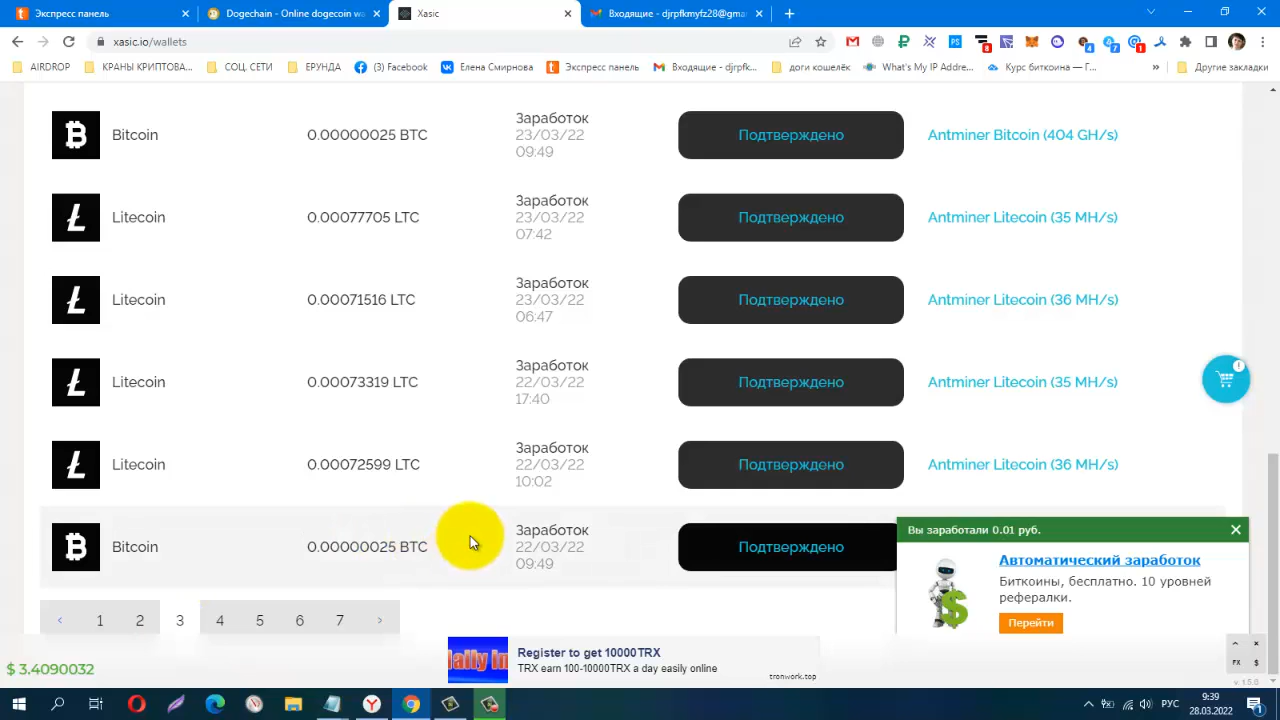 Экспресс панель
Dogechain - Online dogecoin wa
Xasic
Входящие - djrpfkmyfz28@gma
xasic.io/wallets
AIRDROP
КРАНЫ КРИПТОВА...
СОЦ. СЕТИ
ЕРУНДА
(3) Facebook
Елена Смирнова
Экспресс панель
Входящие - djrpfk...
доги кошелёк
What's My IP Addre...
Курс биткоина — Г...
»
Другие закладки
Bitcoin
0.00000025 BTC
Заработок
23/03/22
09:49
Подтверждено
Antminer Bitcoin (404 GH/s)
Litecoin
0.00077705 LTC
Заработок
23/03/22
07:42
Подтверждено
Antminer Litecoin (35 MH/s)
Litecoin
0.00071516 LTC
Заработок
23/03/22
06:47
Подтверждено
Antminer Litecoin (36 MH/s)
Litecoin
0.00073319 LTC
Заработок
22/03/22
17:40
Подтверждено
Antminer Litecoin (35 MH/s)
Litecoin
0.00072599 LTC
Заработок
22/03/22
10:02
Подтверждено
Antminer Litecoin (36 MH/s)
Bitcoin
0.00000025 BTC
Заработок
22/03/22
09:49
Подтверждено
Вы заработали 0.01 руб.
Автоматический заработок
Биткоины, бесплатно. 10 уровней
рефералки.
Перейти
‹ 1 2 3 4 5 6 7 ›
$ 3.4090032
Register to get 10000TRX
TRX earn 100-10000TRX a day easily online
tronwork.top
FX $
v. 1.5.6
РУС
9:39
28.03.2022